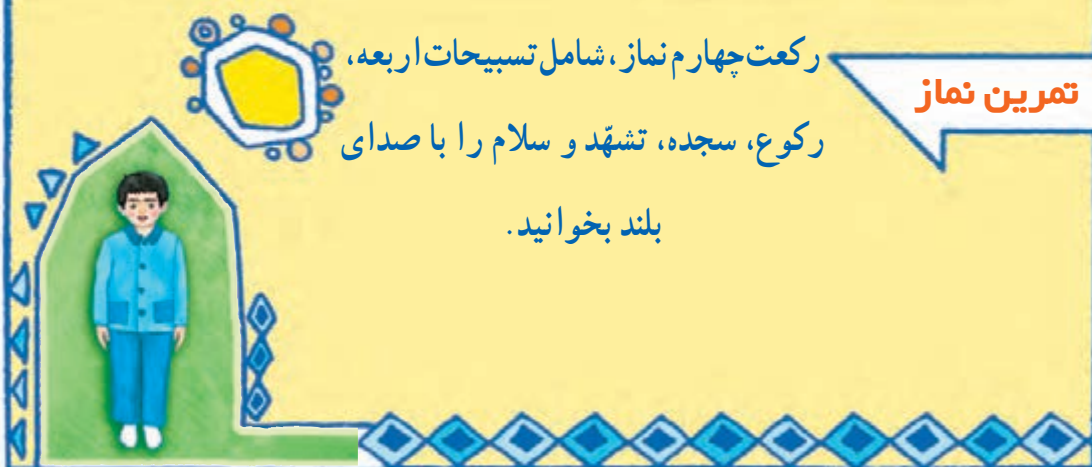 تمرین نماز
رکعت چهارم نماز، شامل تسبیحات اربعه،
رکوع، سجده، تشهّد و سلام را با صدای
بلند بخوانید.